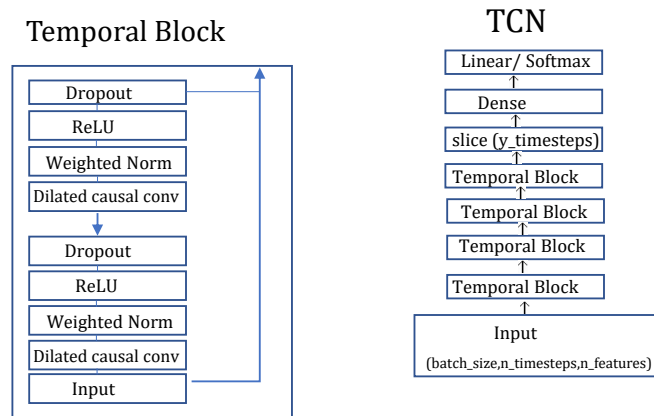 Temporal Block
Dropout
ReLU
Weighted Norm
Dilated causal conv
Dropout
ReLU
Weighted Norm
Dilated causal conv
Input
TCN
Linear/ Softmax
Dense
slice (y_timesteps)
Temporal Block
Temporal Block
Temporal Block
Temporal Block
Input
(batch_size,n_timesteps,n_features)